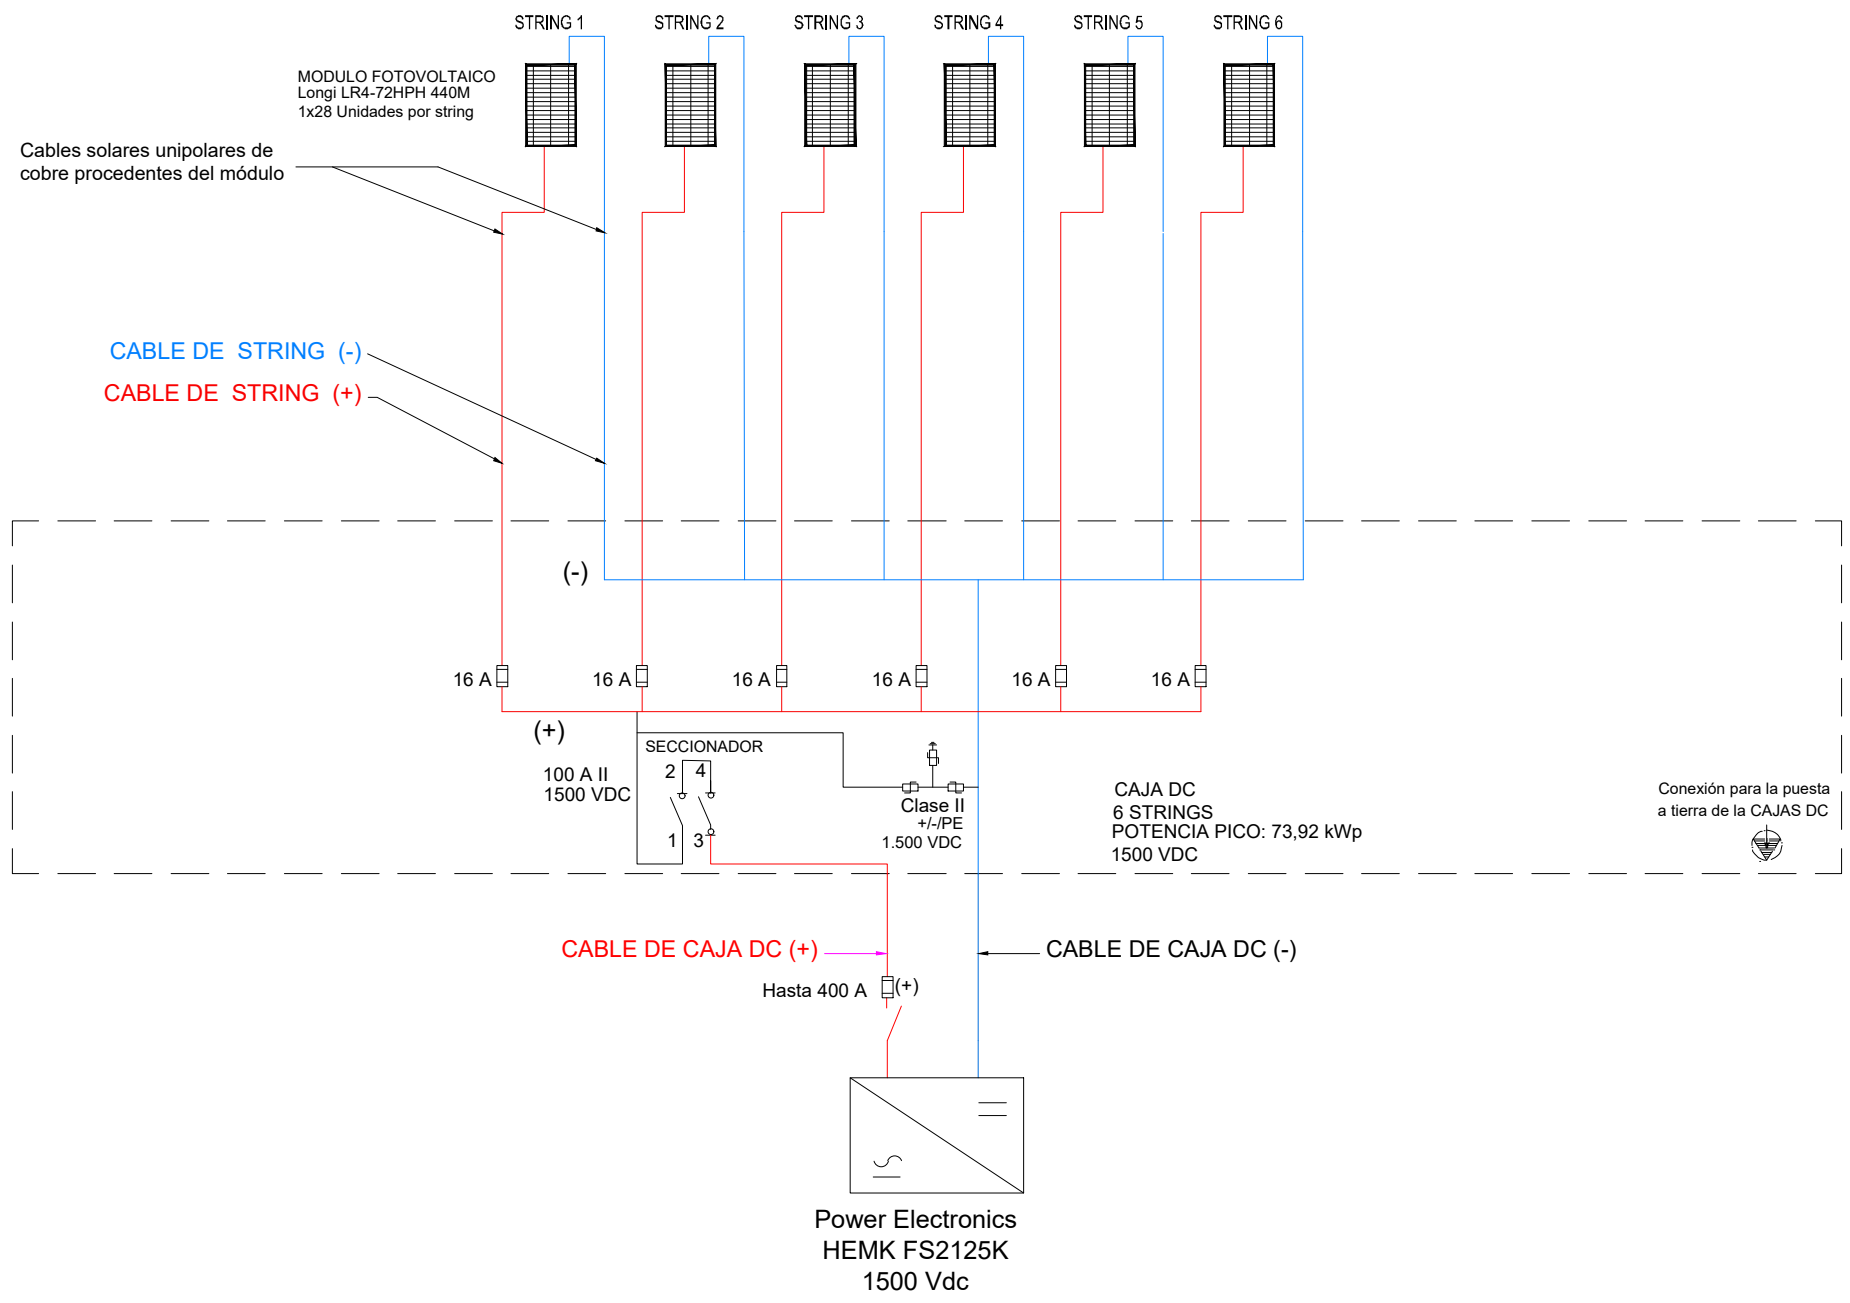 STRING 1
STRING 2
STRING 3
STRING 4
STRING 5
STRING 6
MODULO FOTOVOLTAICO
Longi LR4-72HPH 440M
1x28 Unidades por string
Cables solares unipolares de
cobre procedentes del módulo
CABLE DE STRING (-)
CABLE DE STRING (+)
(-)
16 A
16 A
16 A
16 A
16 A
16 A
(+)
SECCIONADOR
100 A II
1500 VDC
2 4
1 3
Clase II
+/-/PE
1.500 VDC
CAJA DC
6 STRINGS
POTENCIA PICO: 73,92 kWp
1500 VDC
Conexión para la puesta
a tierra de la CAJAS DC
CABLE DE CAJA DC (+)
CABLE DE CAJA DC (-)
Hasta 400 A
(+)
Power Electronics
HEMK FS2125K
1500 Vdc